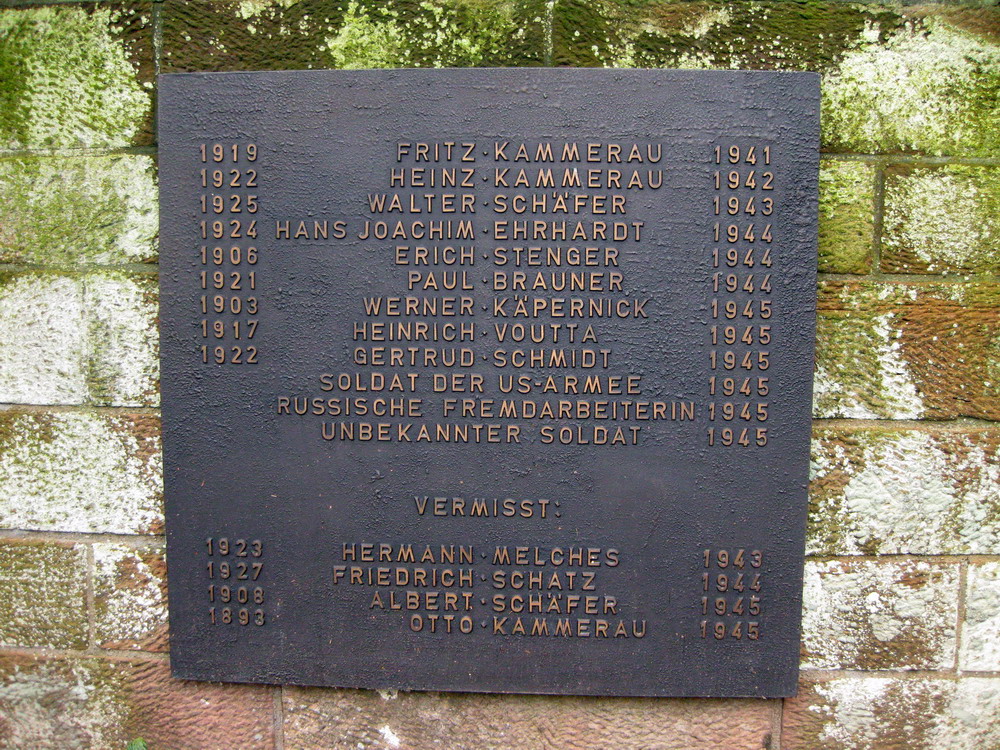 1919 FRITZ·KAMMERAU 1941
1922 HEINZ·KAMMERAU 1942
1925 WALTER·SCHÄFER 1943
1924 HANS JOACHIM·EHRHARDT 1944
1906 ERICH·STENGER 1944
1921 PAUL·BRAUNER 1944
1903 WERNER·KÄPERNICK 1945
1917 HEINRICH·VOUTTA 1945
1922 GERTRUD·SCHMIDT 1945
SOLDAT DER US-ARMEE 1945
RUSSISCHE FREMDARBEITERIN 1945
UNBEKANNTER SOLDAT 1945
VERMISST:
1923 HERMANN·MELCHES 1943
1927 FRIEDRICH·SCHATZ 1944
1908 ALBERT·SCHÄFER 1945
1893 OTTO·KAMMERAU 1945